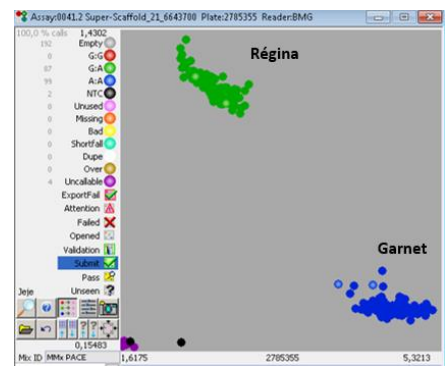 Assay:0041.2 Super-Scaffold_21_6643700 Plate:2785355 Reader:BMG
100,0 % calls 1,4302
192 Empty
0 G:G
87 G:A
99 A:A
2 NTC
0 Unused
0 Missing
0 Bad
0 Shortfall
0 Dupe
0 Over
4 Uncallable
ExportFail
Attention
Failed
Opened
Validation
Submit
Pass
Jeje Unseen
Régina
Garnet
0,15483
Mix ID MMx PACE 1,6175 2785355 5,3213